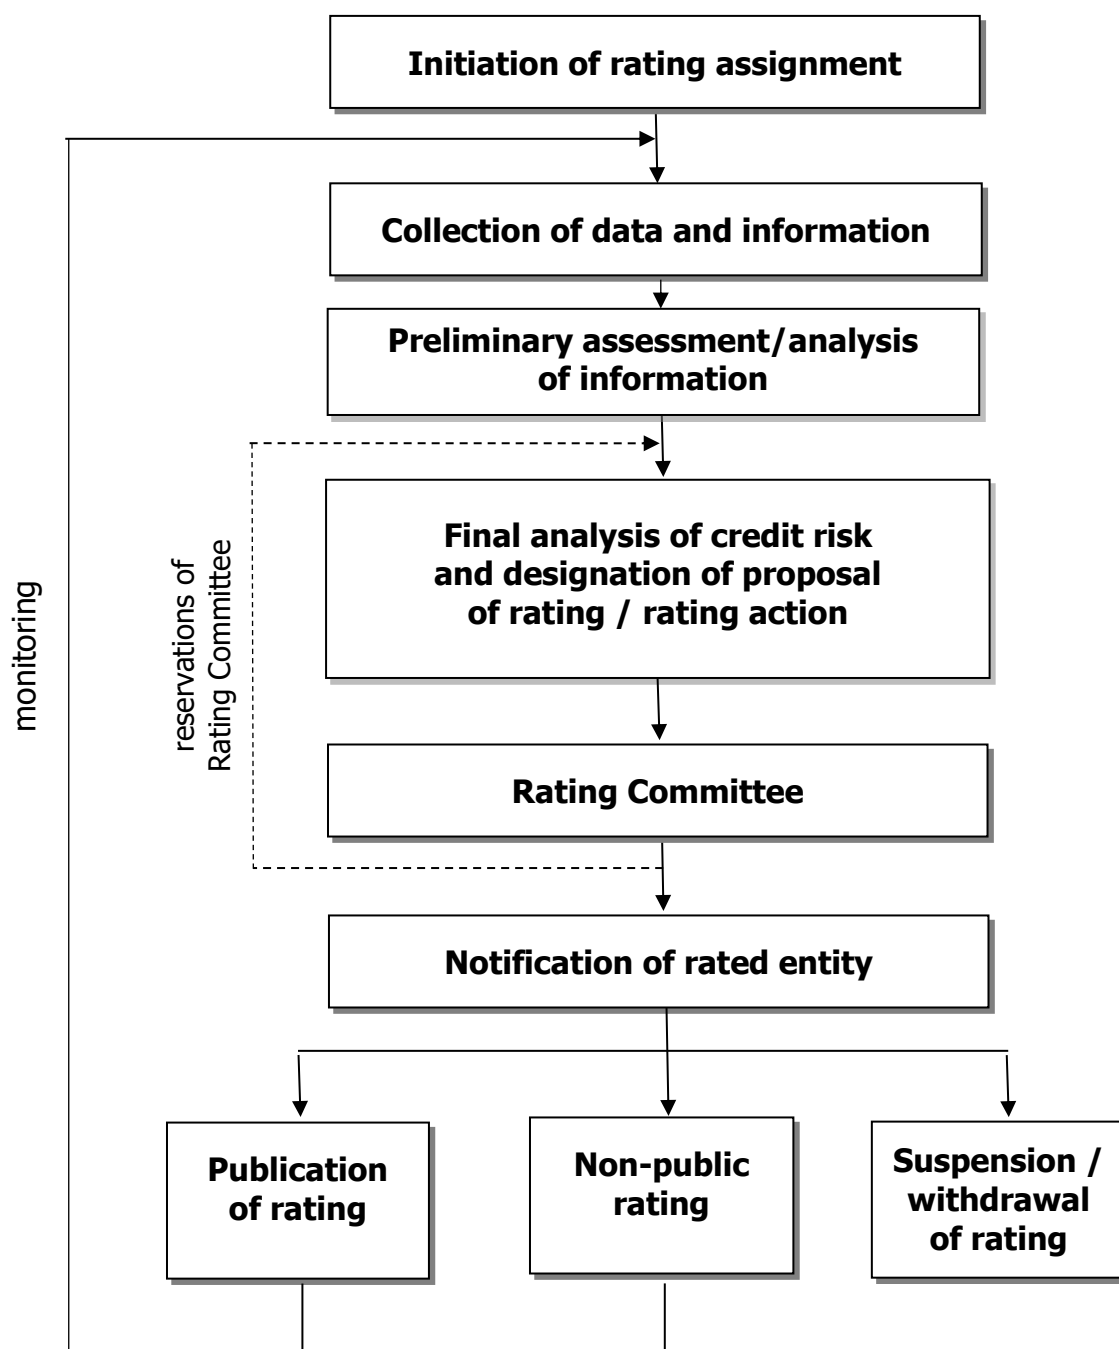 Initiation of rating assignment
Collection of data and information
Preliminary assessment/analysis
of information
Final analysis of credit risk
and designation of proposal
of rating / rating action
reservations of
Rating Committee
monitoring
Rating Committee
Notification of rated entity
Publication
of rating
Non-public
rating
Suspension /
withdrawal
of rating